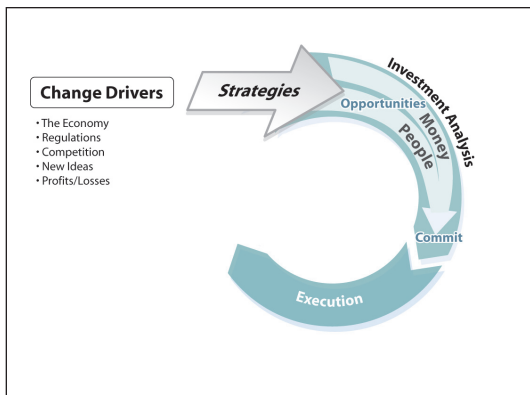 Change Drivers
• The Economy
• Regulations
• Competition
• New Ideas
• Profits/Losses
Strategies
Opportunities
Investment Analysis
Money
People
Commit
Execution